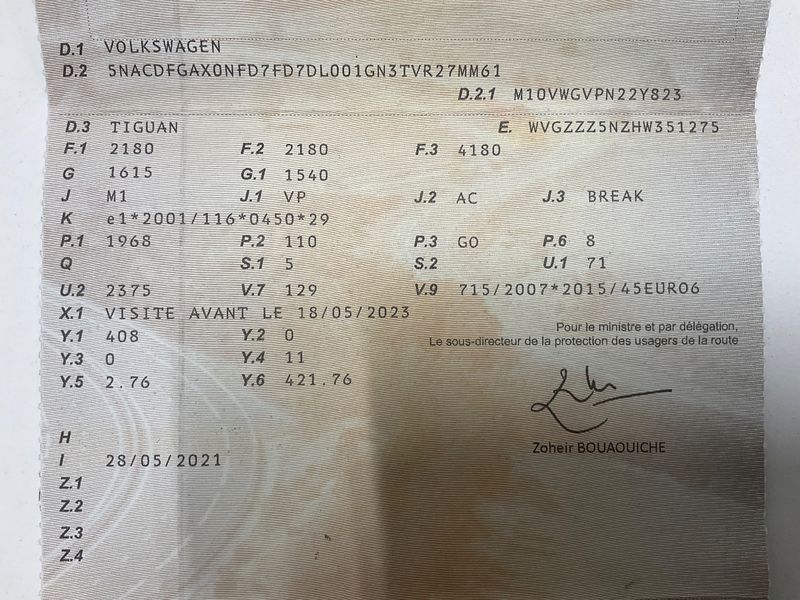 D.1 VOLKSWAGEN
D.2 5NACDFGAX0NFD7FD7DL001GN3TVR27MM61
D.2.1 M10VWGVPN22Y823
D.3 TIGUAN E. WVGZZZ5NZHW351275
F.1 2180 F.2 2180 F.3 4180
G 1615 G.1 1540
J M1 J.1 VP J.2 AC J.3 BREAK
K e1*2001/116*0450*29
P.1 1968 P.2 110 P.3 GO P.6 8
Q S.1 5 S.2 U.1 71
U.2 2375 V.7 129 V.9 715/2007*2015/45EURO6
X.1 VISITE AVANT LE 18/05/2023
Pour le ministre et par délégation,
Y.1 408 Y.2 0
Le sous-directeur de la protection des usagers de la route
Y.3 0 Y.4 11
Y.5 2.76 Y.6 421.76
H
Zoheir BOUAOUICHE
I 28/05/2021
Z.1
Z.2
Z.3
Z.4